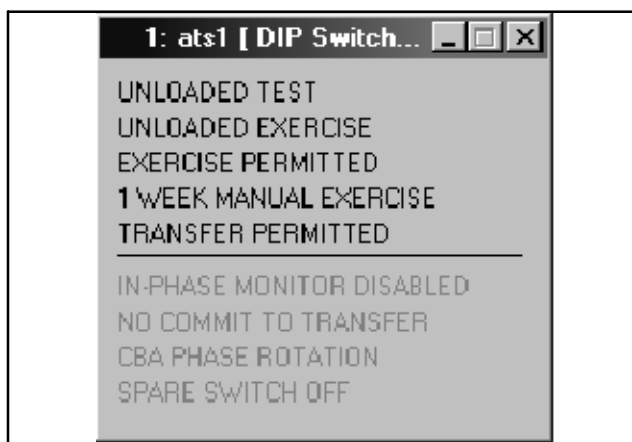 1: ats1 [ DIP Switch...
UNLOADED TEST
UNLOADED EXERCISE
EXERCISE PERMITTED
1 WEEK MANUAL EXERCISE
TRANSFER PERMITTED
IN-PHASE MONITOR DISABLED
NO COMMIT TO TRANSFER
CBA PHASE ROTATION
SPARE SWITCH OFF